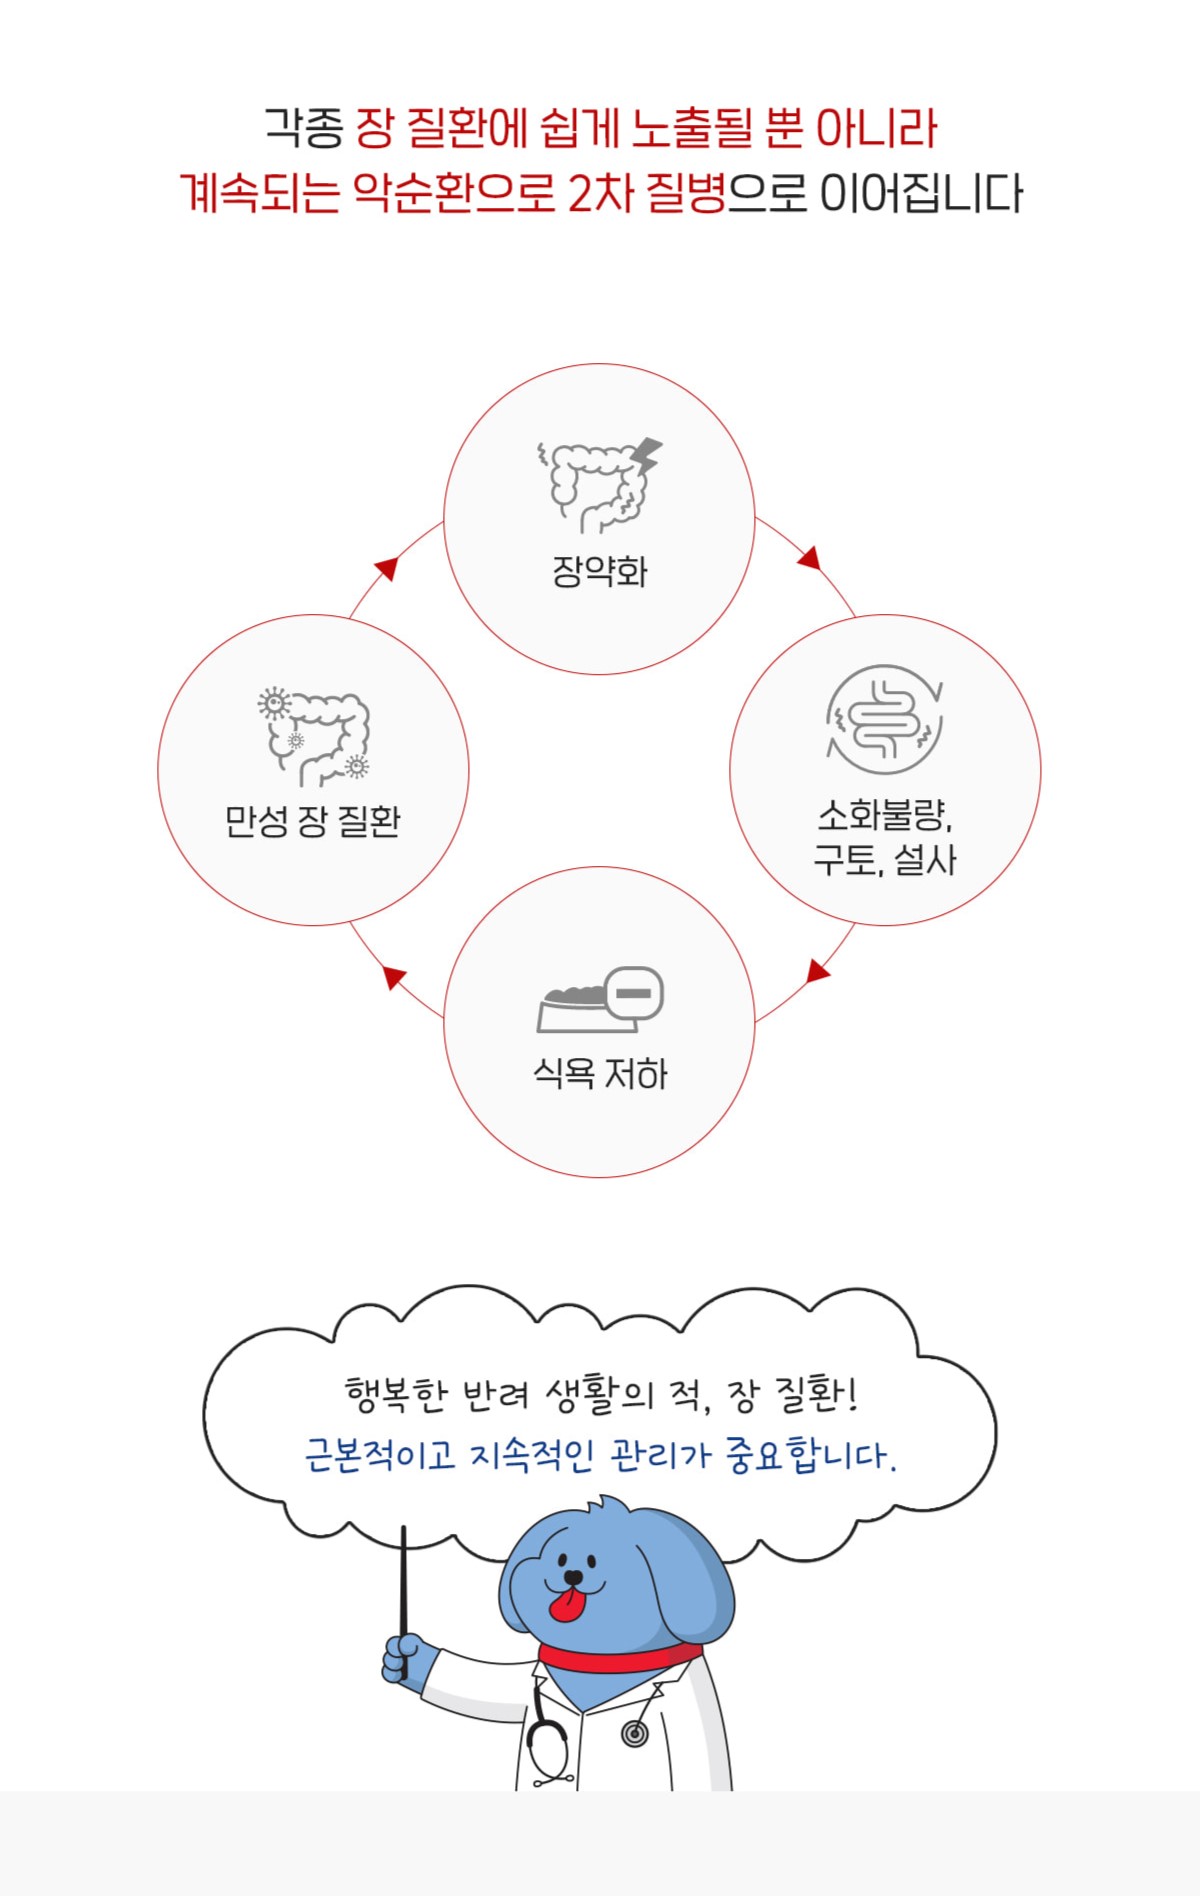 각종 장 질환에 쉽게 노출될 뿐 아니라
계속되는 악순환으로 2차 질병으로 이어집니다
장약화
만성 장 질환
소화불량,
구토, 설사
식욕 저하
행복한 반려 생활의 적, 장 질환!
근본적이고 지속적인 관리가 중요합니다.